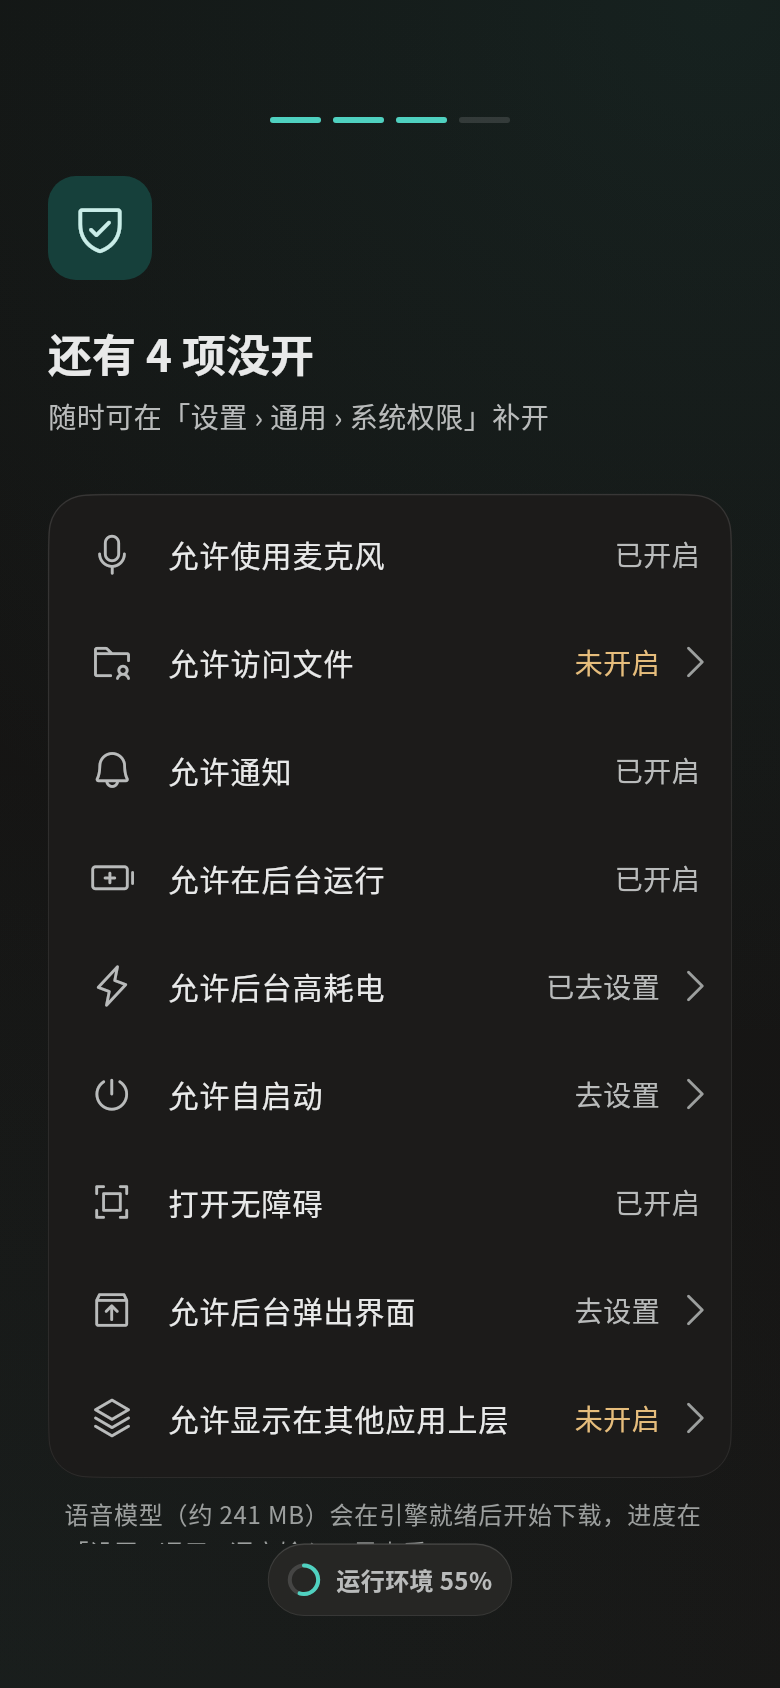 还有 4 项没开
随时可在「设置 › 通用 › 系统权限」补开
允许使用麦克风 已开启
允许访问文件 未开启
允许通知 已开启
允许在后台运行 已开启
允许后台高耗电 已去设置
允许自启动 去设置
打开无障碍 已开启
允许后台弹出界面 去设置
允许显示在其他应用上层 未开启
语音模型（约 241 MB）会在引擎就绪后开始下载，进度在
运行环境 55%